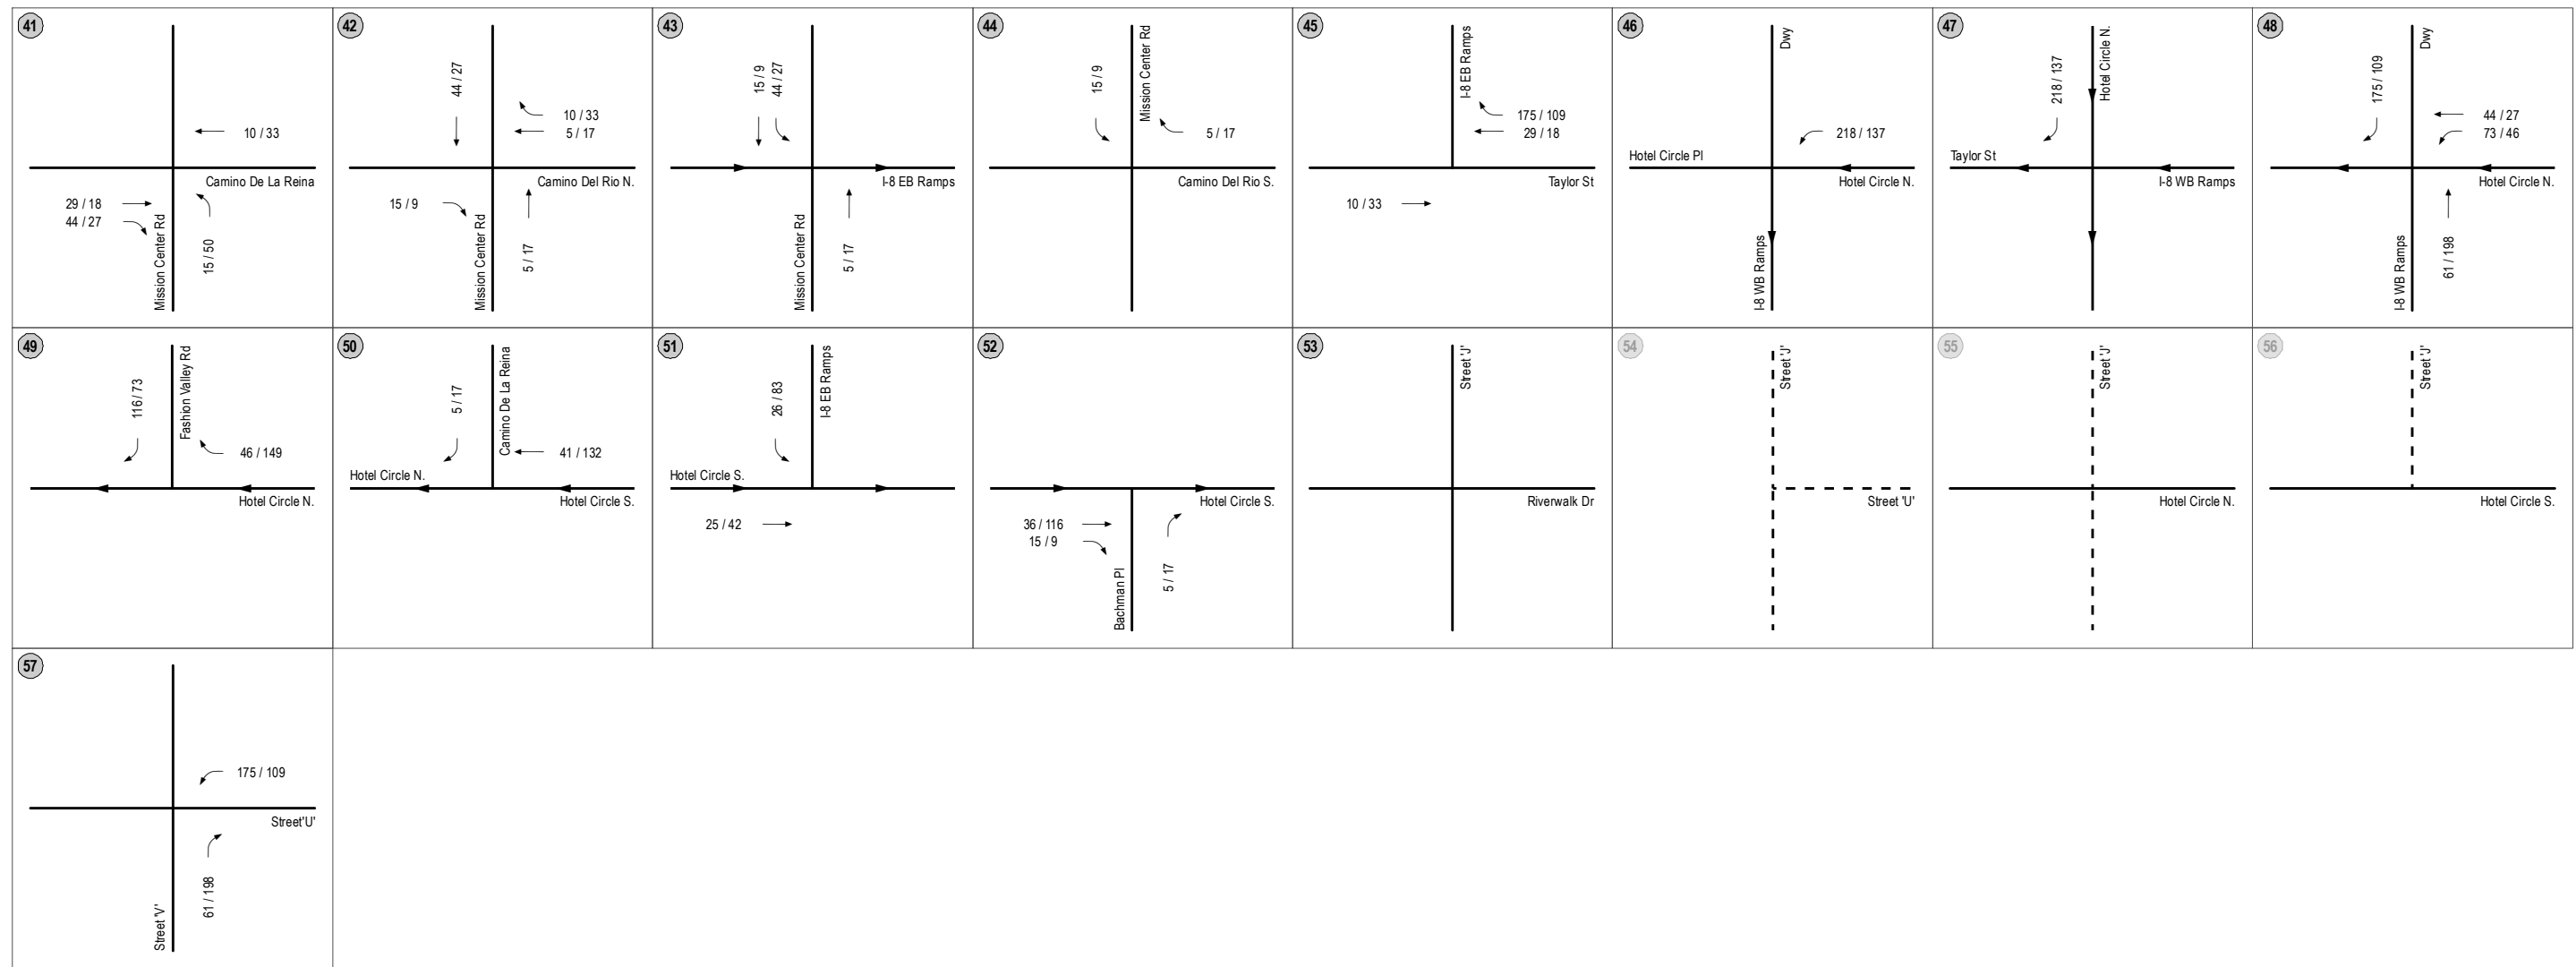 41
10 / 33
Camino De La Reina
29 / 18
44 / 27
Mission Center Rd
15 / 50
42
44 / 27
10 / 33
5 / 17
Camino Del Rio N.
15 / 9
Mission Center Rd
5 / 17
43
15 / 9
44 / 27
I-8 EB Ramps
Mission Center Rd
5 / 17
44
15 / 9
Mission Center Rd
5 / 17
Camino Del Rio S.
45
I-8 EB Ramps
175 / 109
29 / 18
Taylor St
10 / 33
46
Dwy
218 / 137
Hotel Circle Pl
Hotel Circle N.
I-8 WB Ramps
47
218 / 137
Hotel Circle N.
Taylor St
I-8 WB Ramps
48
175 / 109
Dwy
44 / 27
73 / 46
Hotel Circle N.
I-8 WB Ramps
61 / 198
49
116 / 73
Fashion Valley Rd
46 / 149
Hotel Circle N.
50
5 / 17
Camino De La Reina
41 / 132
Hotel Circle N.
Hotel Circle S.
51
26 / 83
I-8 EB Ramps
Hotel Circle S.
25 / 42
52
Hotel Circle S.
36 / 116
15 / 9
Bachman Pl
5 / 17
53
Street 'J'
Riverwalk Dr
54
Street 'J'
Street 'U'
55
Street 'J'
Hotel Circle N.
56
Street 'J'
Hotel Circle S.
57
175 / 109
Street'U'
Street 'V'
61 / 198